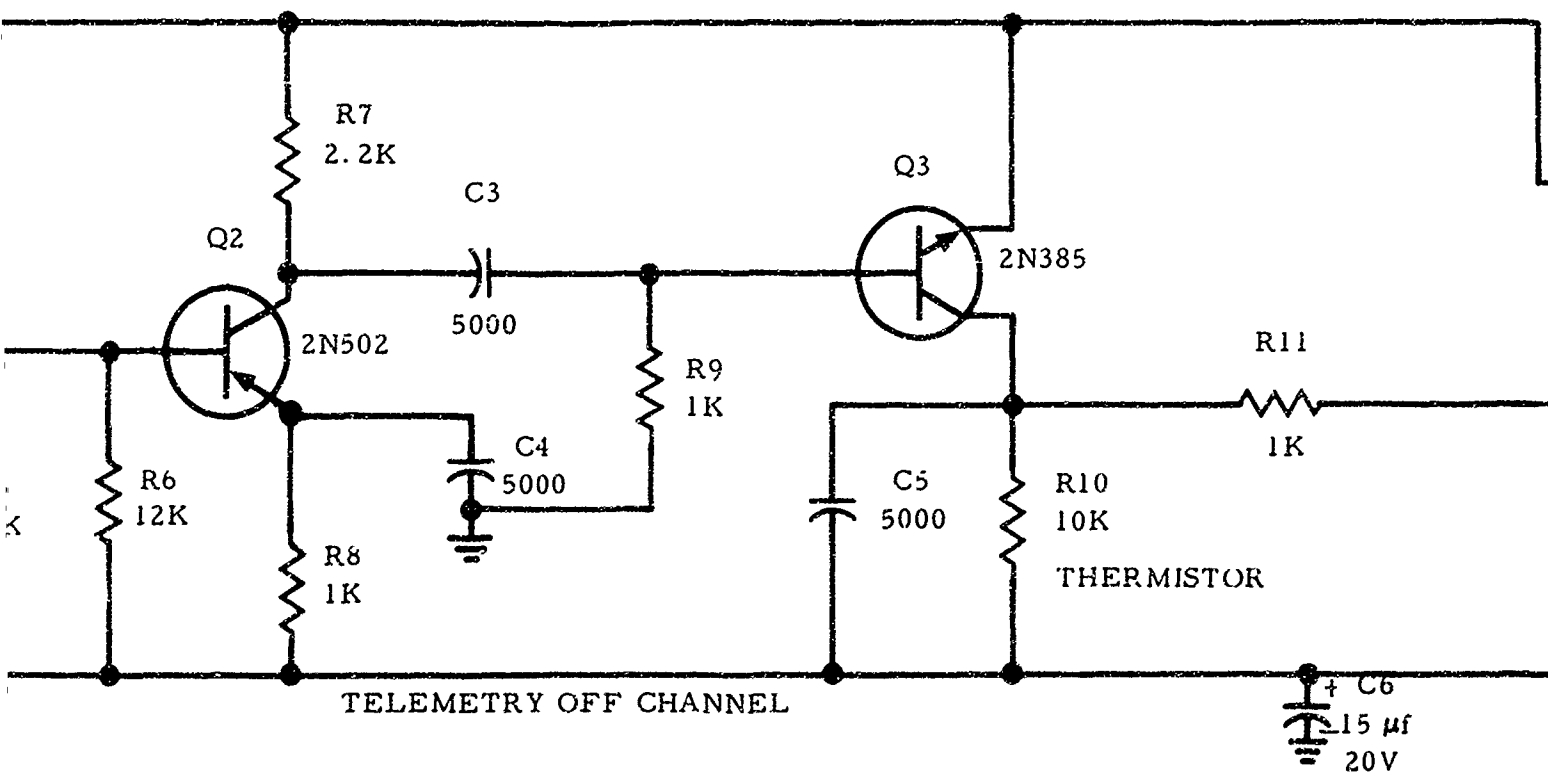 R7
2.2K
C3
Q3
Q2
2N385
5000
2N502
R11
R9
1K
C4
5000
1K
R6
12K
C5
5000
R10
10K
K
R8
1K
THERMISTOR
TELEMETRY OFF CHANNEL
+ C6
15 µf
20V